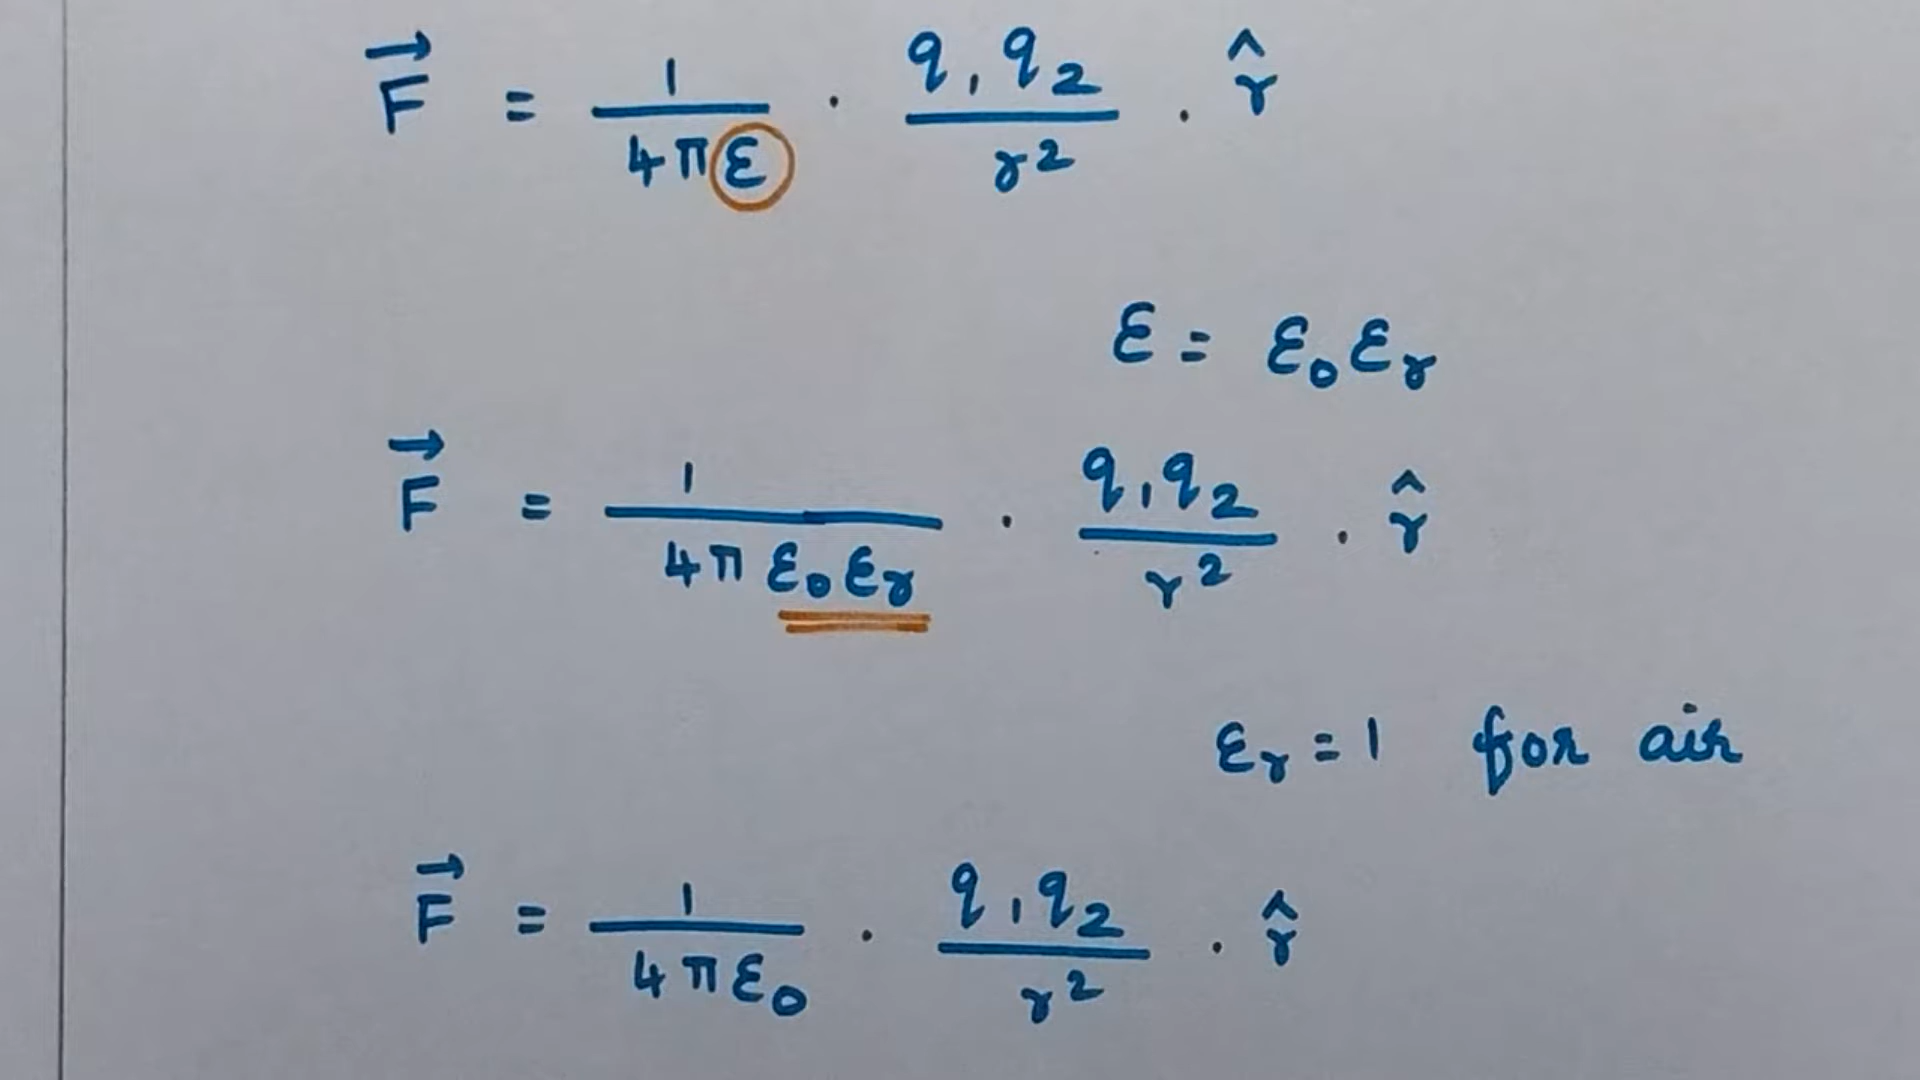 F⃗ = 1/4πε · q₁q₂/r² · r̂
ε = ε₀εᵣ
F⃗ = 1/4πε₀εᵣ · q₁q₂/r² · r̂
εᵣ = 1 for air
F⃗ = 1/4πε₀ · q₁q₂/r² · r̂